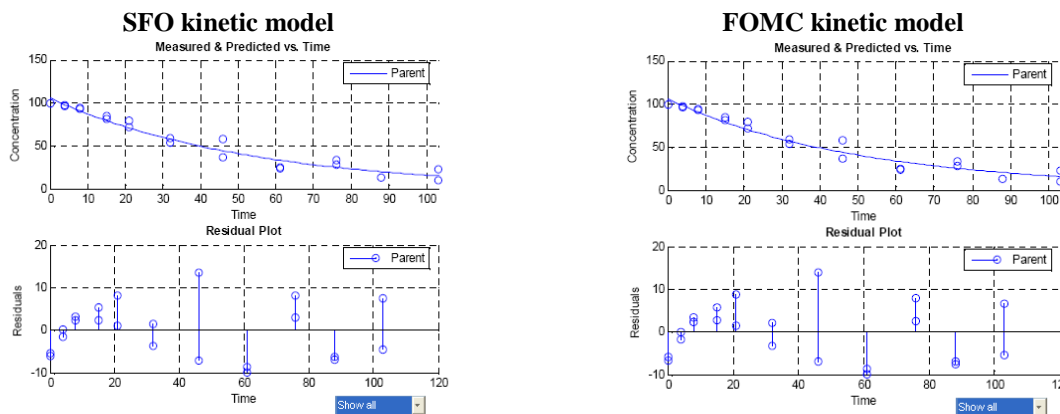 SFO kinetic model
Measured & Predicted vs. Time
150
100
50
0
Concentration
Parent
0 10 20 30 40 50 60 70 80 90 100
Time
Residual Plot
20
10
0
-10
Residuals
Parent
0 20 40 60 80 100 120
Time
Show all
FOMC kinetic model
Measured & Predicted vs. Time
150
100
50
0
Concentration
Parent
0 10 20 30 40 50 60 70 80 90 100
Time
Residual Plot
20
10
0
-10
Residuals
Parent
0 20 40 60 80 100
Time
Show all